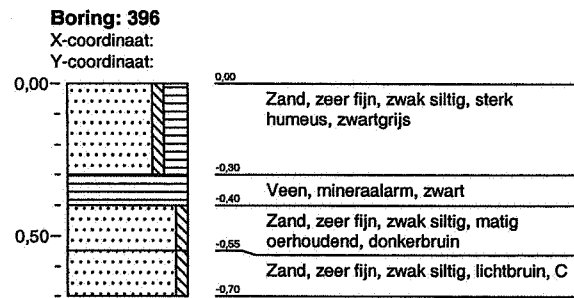 Boring: 396
X-coordinaat:
Y-coordinaat:
0,00
0,00
Zand, zeer fijn, zwak siltig, sterk
humeus, zwartgrijs
-0,30
Veen, mineraalarm, zwart
-0,40
Zand, zeer fijn, zwak siltig, matig
oerhoudend, donkerbruin
0,50
-0,55
Zand, zeer fijn, zwak siltig, lichtbruin, C
-0,70